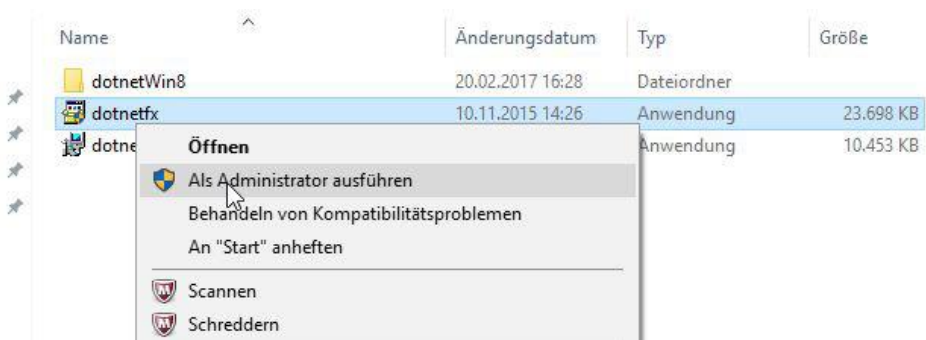 Name Änderungsdatum Typ Größe
dotnetWin8 20.02.2017 16:28 Dateiordner
dotnetfx 10.11.2015 14:26 Anwendung 23.698 KB
dotne Anwendung 10.453 KB
Öffnen
Als Administrator ausführen
Behandeln von Kompatibilitätsproblemen
An "Start" anheften
Scannen
Schreddern